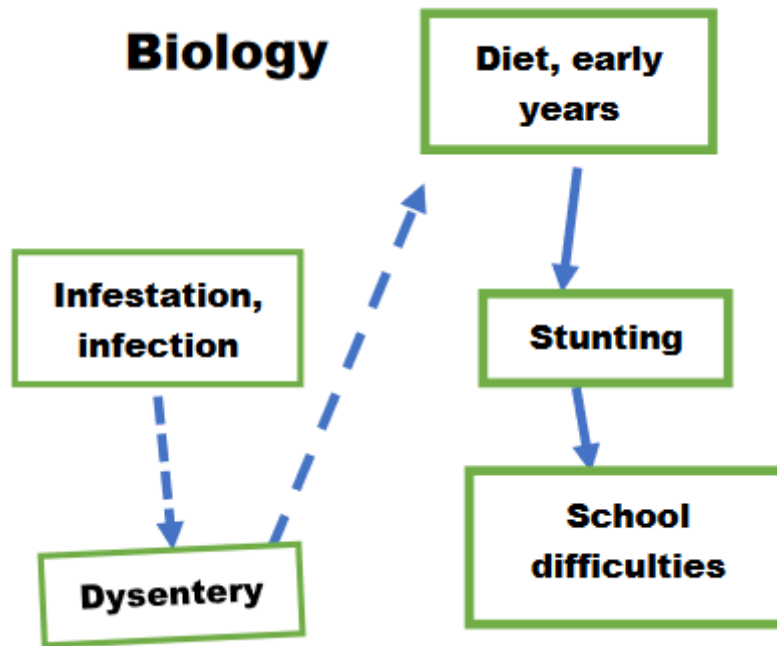 Biology
Diet, early
years
Infestation,
infection
Stunting
School
difficulties
Dysentery